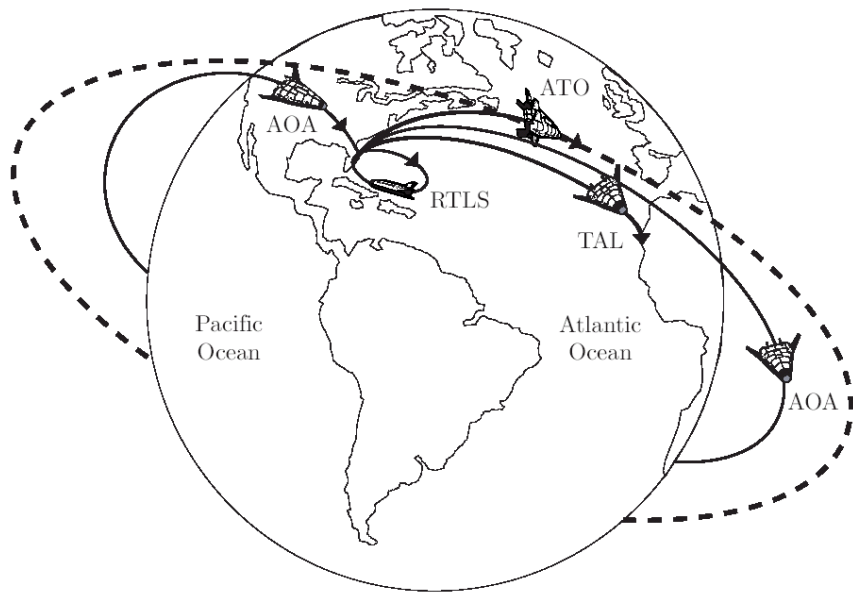 ATO
AOA
RTLS
TAL
Pacific
Ocean
Atlantic
Ocean
AOA